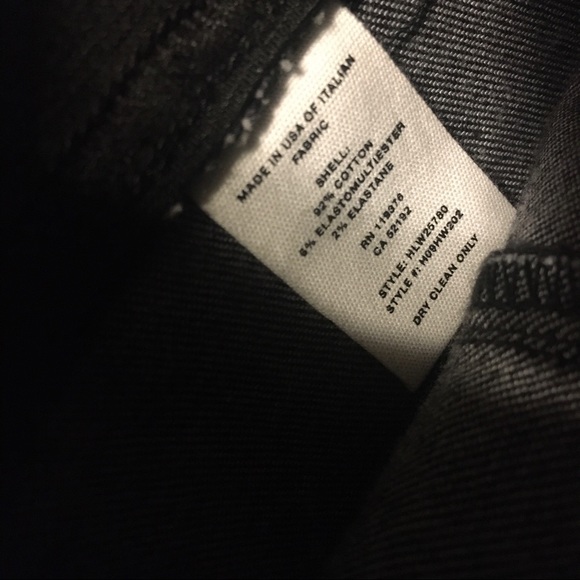 MADE IN USA OF ITALIAN
FABRIC
SHELL:
92% COTTON
6% ELASTOMULTIESTER
2% ELASTANE
RN 119376
CA 52192
STYLE: HLW25780
STYLE #: H09HW202
DRY CLEAN ONLY